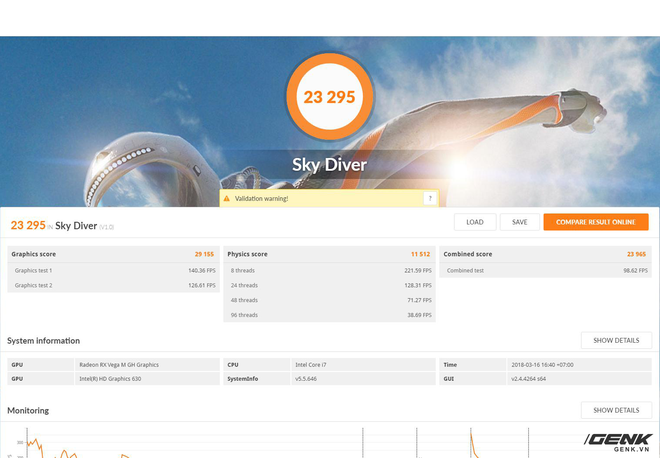 23 295
Sky Diver
Validation warning! ?
23 295 IN Sky Diver (V1.0) LOAD SAVE COMPARE RESULT ONLINE
Graphics score 29 155
Graphics test 1 140.36 FPS
Graphics test 2 126.61 FPS
Physics score 11 512
8 threads 221.59 FPS
24 threads 128.31 FPS
48 threads 71.27 FPS
96 threads 38.69 FPS
Combined score 23 965
Combined test 98.62 FPS
System information SHOW DETAILS
GPU Radeon RX Vega M GH Graphics CPU Intel Core i7 Time 2018-03-16 16:40 +07:00
GPU Intel(R) HD Graphics 630 SystemInfo v5.5.646 GUI v2.4.4264 s64
Monitoring SHOW DETAILS
GENK
GENK.VN